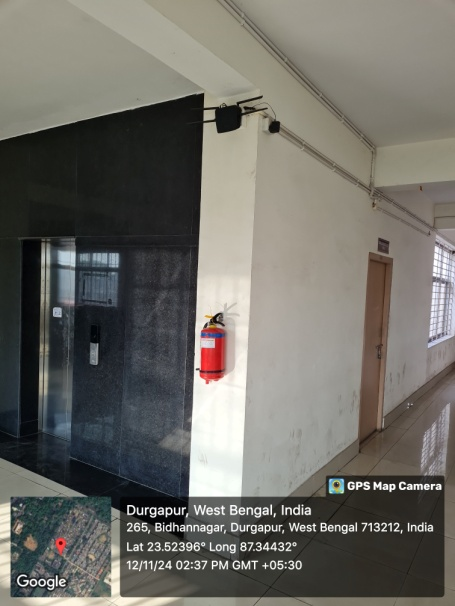 GPS Map Camera
Durgapur, West Bengal, India
265, Bidhannagar, Durgapur, West Bengal 713212, India
Lat 23.52396° Long 87.34432°
12/11/24 02:37 PM GMT +05:30
Google